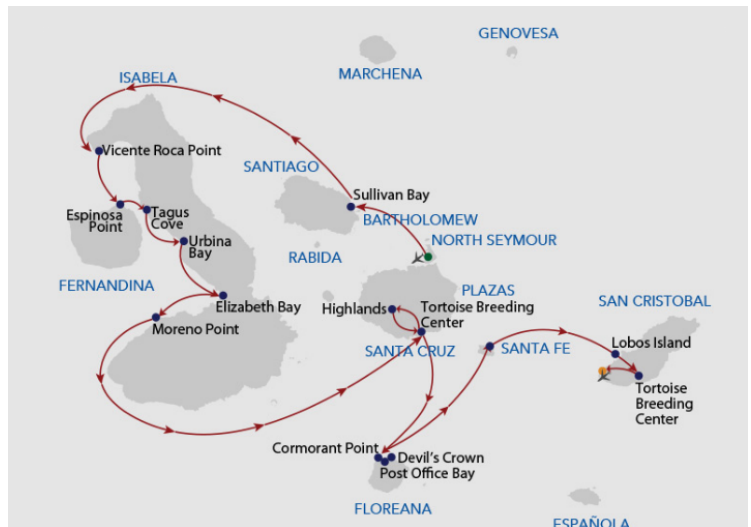 GENOVESA
MARCHENA
ISABELA
Vicente Roca Point
SANTIAGO
Sullivan Bay
Espinosa
Point
Tagus
Cove
BARTHOLOMEW
Urbina
Bay
NORTH SEYMOUR
RABIDA
FERNANDINA
PLAZAS
Elizabeth Bay
Highlands
Tortoise Breeding
Center
SAN CRISTOBAL
Moreno Point
SANTA CRUZ
SANTA FE
Lobos Island
Tortoise
Breeding
Center
Cormorant Point
Devil's Crown
Post Office Bay
FLOREANA
ESPAÑOLA